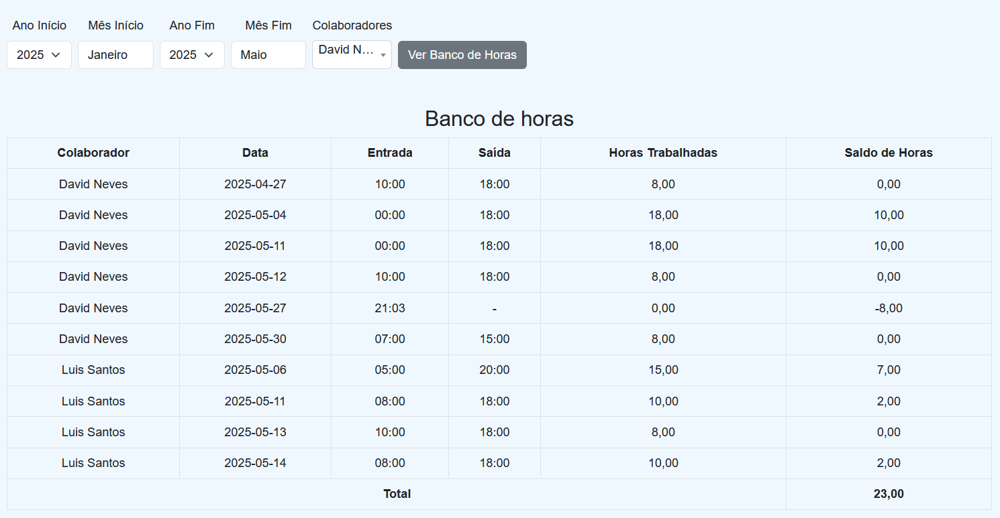 Ano Início Mês Início Ano Fim Mês Fim Colaboradores
2025 Janeiro 2025 Maio David N… Ver Banco de Horas
Banco de horas
Colaborador Data Entrada Saída Horas Trabalhadas Saldo de Horas
David Neves 2025-04-27 10:00 18:00 8,00 0,00
David Neves 2025-05-04 00:00 18:00 18,00 10,00
David Neves 2025-05-11 00:00 18:00 18,00 10,00
David Neves 2025-05-12 10:00 18:00 8,00 0,00
David Neves 2025-05-27 21:03 - 0,00 -8,00
David Neves 2025-05-30 07:00 15:00 8,00 0,00
Luis Santos 2025-05-06 05:00 20:00 15,00 7,00
Luis Santos 2025-05-11 08:00 18:00 10,00 2,00
Luis Santos 2025-05-13 10:00 18:00 8,00 0,00
Luis Santos 2025-05-14 08:00 18:00 10,00 2,00
Total 23,00